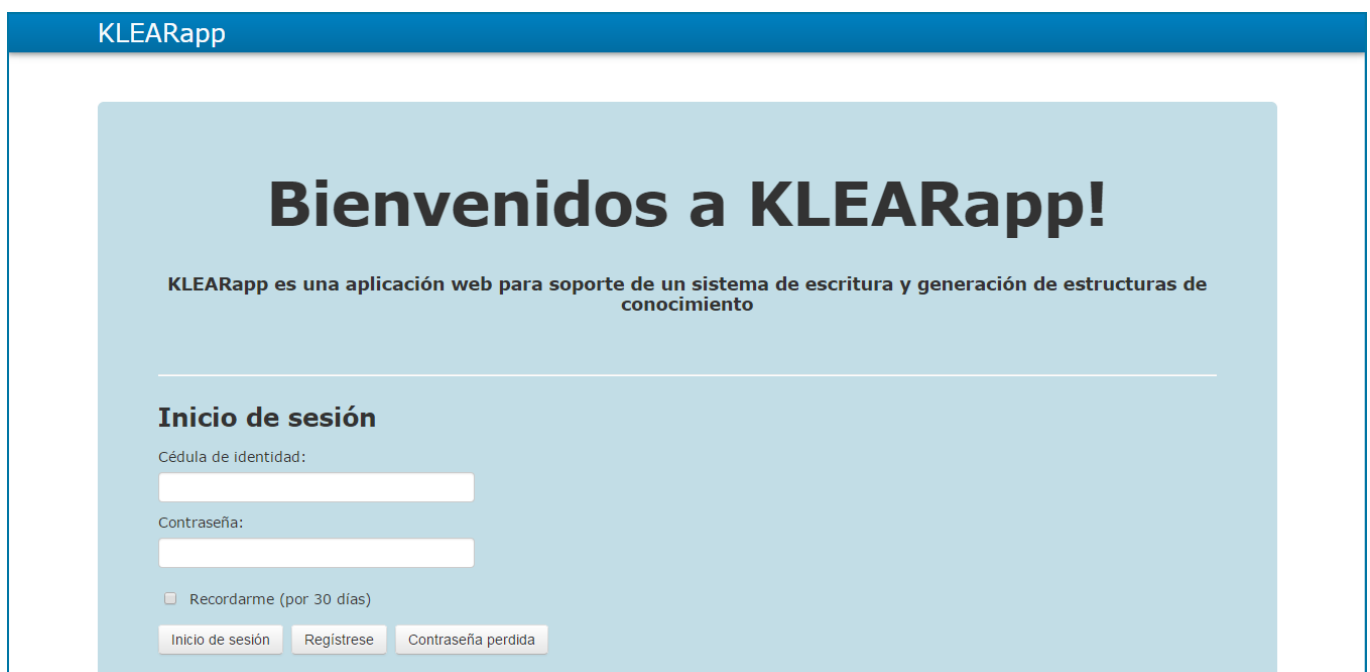 KLEARapp
Bienvenidos a KLEARapp!
KLEARapp es una aplicación web para soporte de un sistema de escritura y generación de estructuras de
conocimiento
Inicio de sesión
Cédula de identidad:
Contraseña:
Recordarme (por 30 días)
Inicio de sesión Regístrese Contraseña perdida